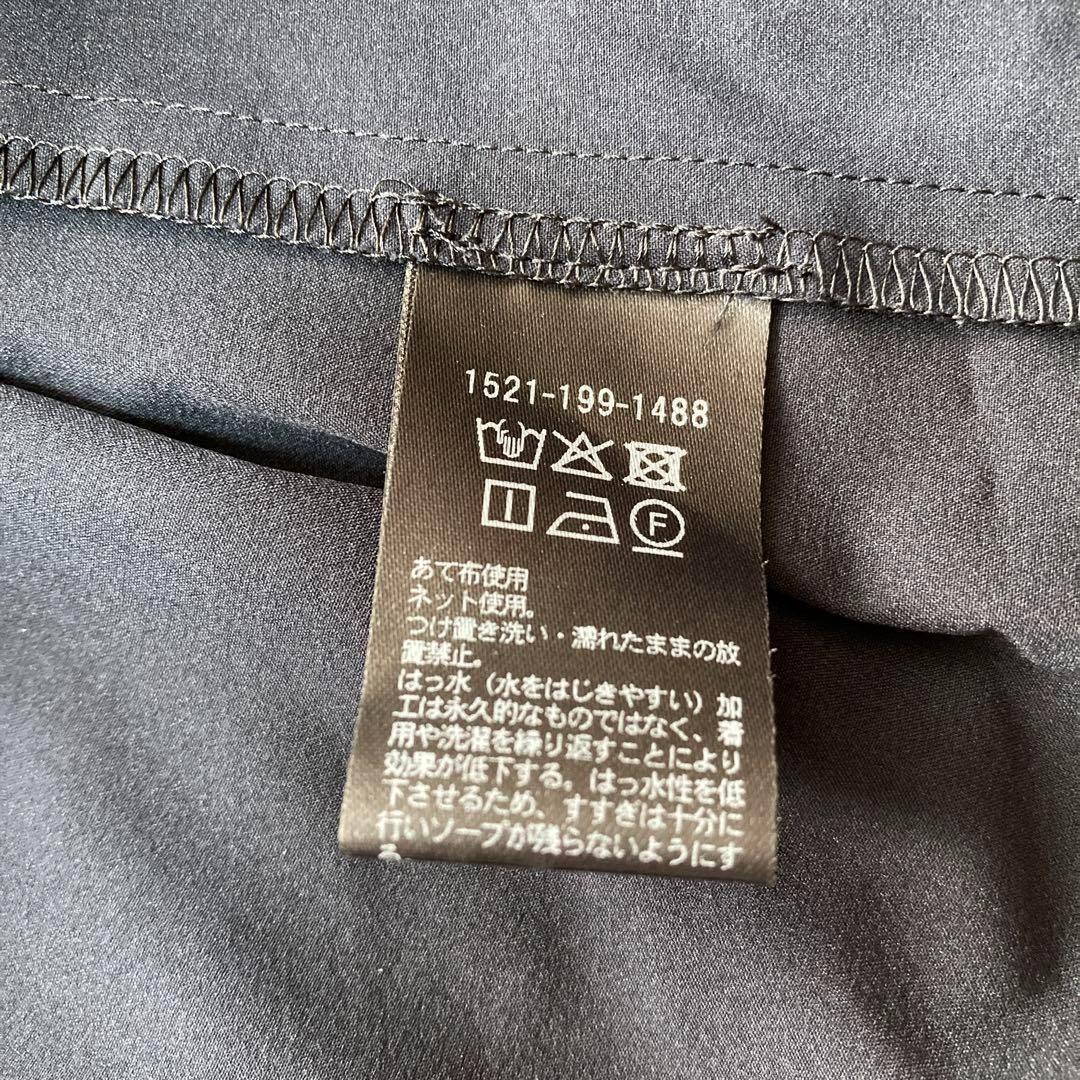 1521-199-1488
F
あて布使用
ネット使用。
つけ置き洗い・濡れたままの放
置禁止。
はっ水（水をはじきやすい）加
工は永久的なものではなく、着
用や洗濯を繰り返すことにより
効果が低下する。はっ水性を低
下させるため、すすぎは十分に
行いソープが残らないようにす
る